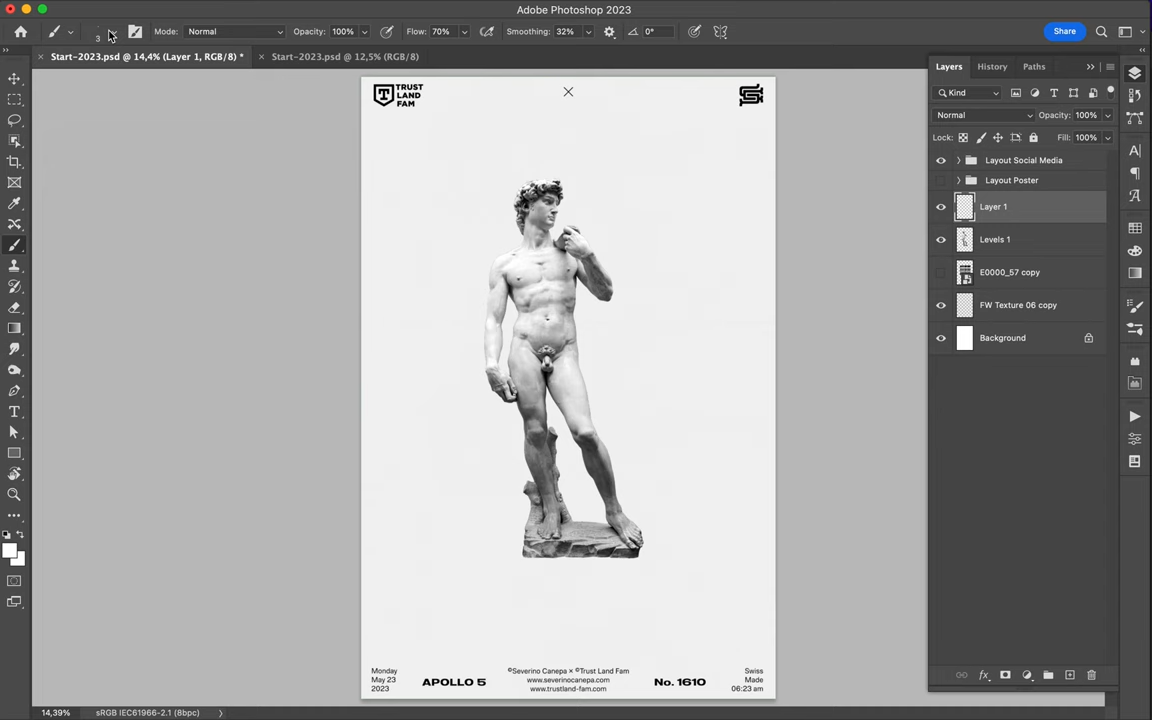 Adobe Photoshop 2023
3
Mode: Normal
Opacity: 100%
Flow: 70%
Smoothing: 32%
0°
Share
Start-2023.psd @ 14,4% (Layer 1, RGB/8) *
Start-2023.psd @ 12,5% (RGB/8)
Layers
History
Paths
Kind
Normal
Opacity: 100%
Lock:
Fill: 100%
Layout Social Media
Layout Poster
Layer 1
Levels 1
E0000_57 copy
FW Texture 06 copy
Background
TRUST
LAND
FAM
Monday
May 23
2023
APOLLO 5
©Severino Canepa × ©Trust Land Fam
www.severinocanepa.com
www.trustland-fam.com
No. 1610
Swiss
Made
06:23 am
14,39%
sRGB IEC61966-2.1 (8bpc)